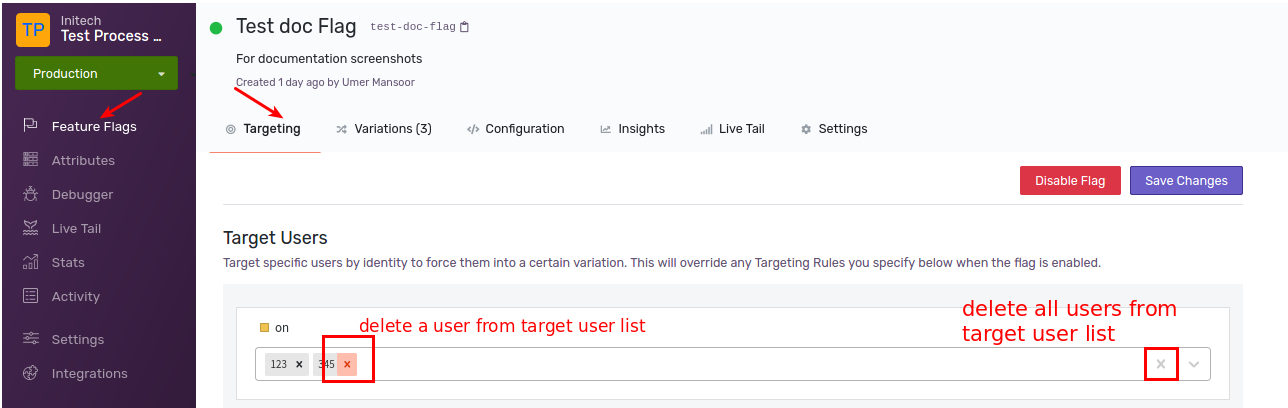 TP
Initech
Test Process ...
Production
Feature Flags
Attributes
Debugger
Live Tail
Stats
Activity
Settings
Integrations
Test doc Flag test-doc-flag
For documentation screenshots
Created 1 day ago by Umer Mansoor
Targeting Variations (3) Configuration Insights Live Tail Settings
Disable Flag Save Changes
Target Users
Target specific users by identity to force them into a certain variation. This will override any Targeting Rules you specify below when the flag is enabled.
on
delete a user from target user list
delete all users from
target user list
123 x 345 x